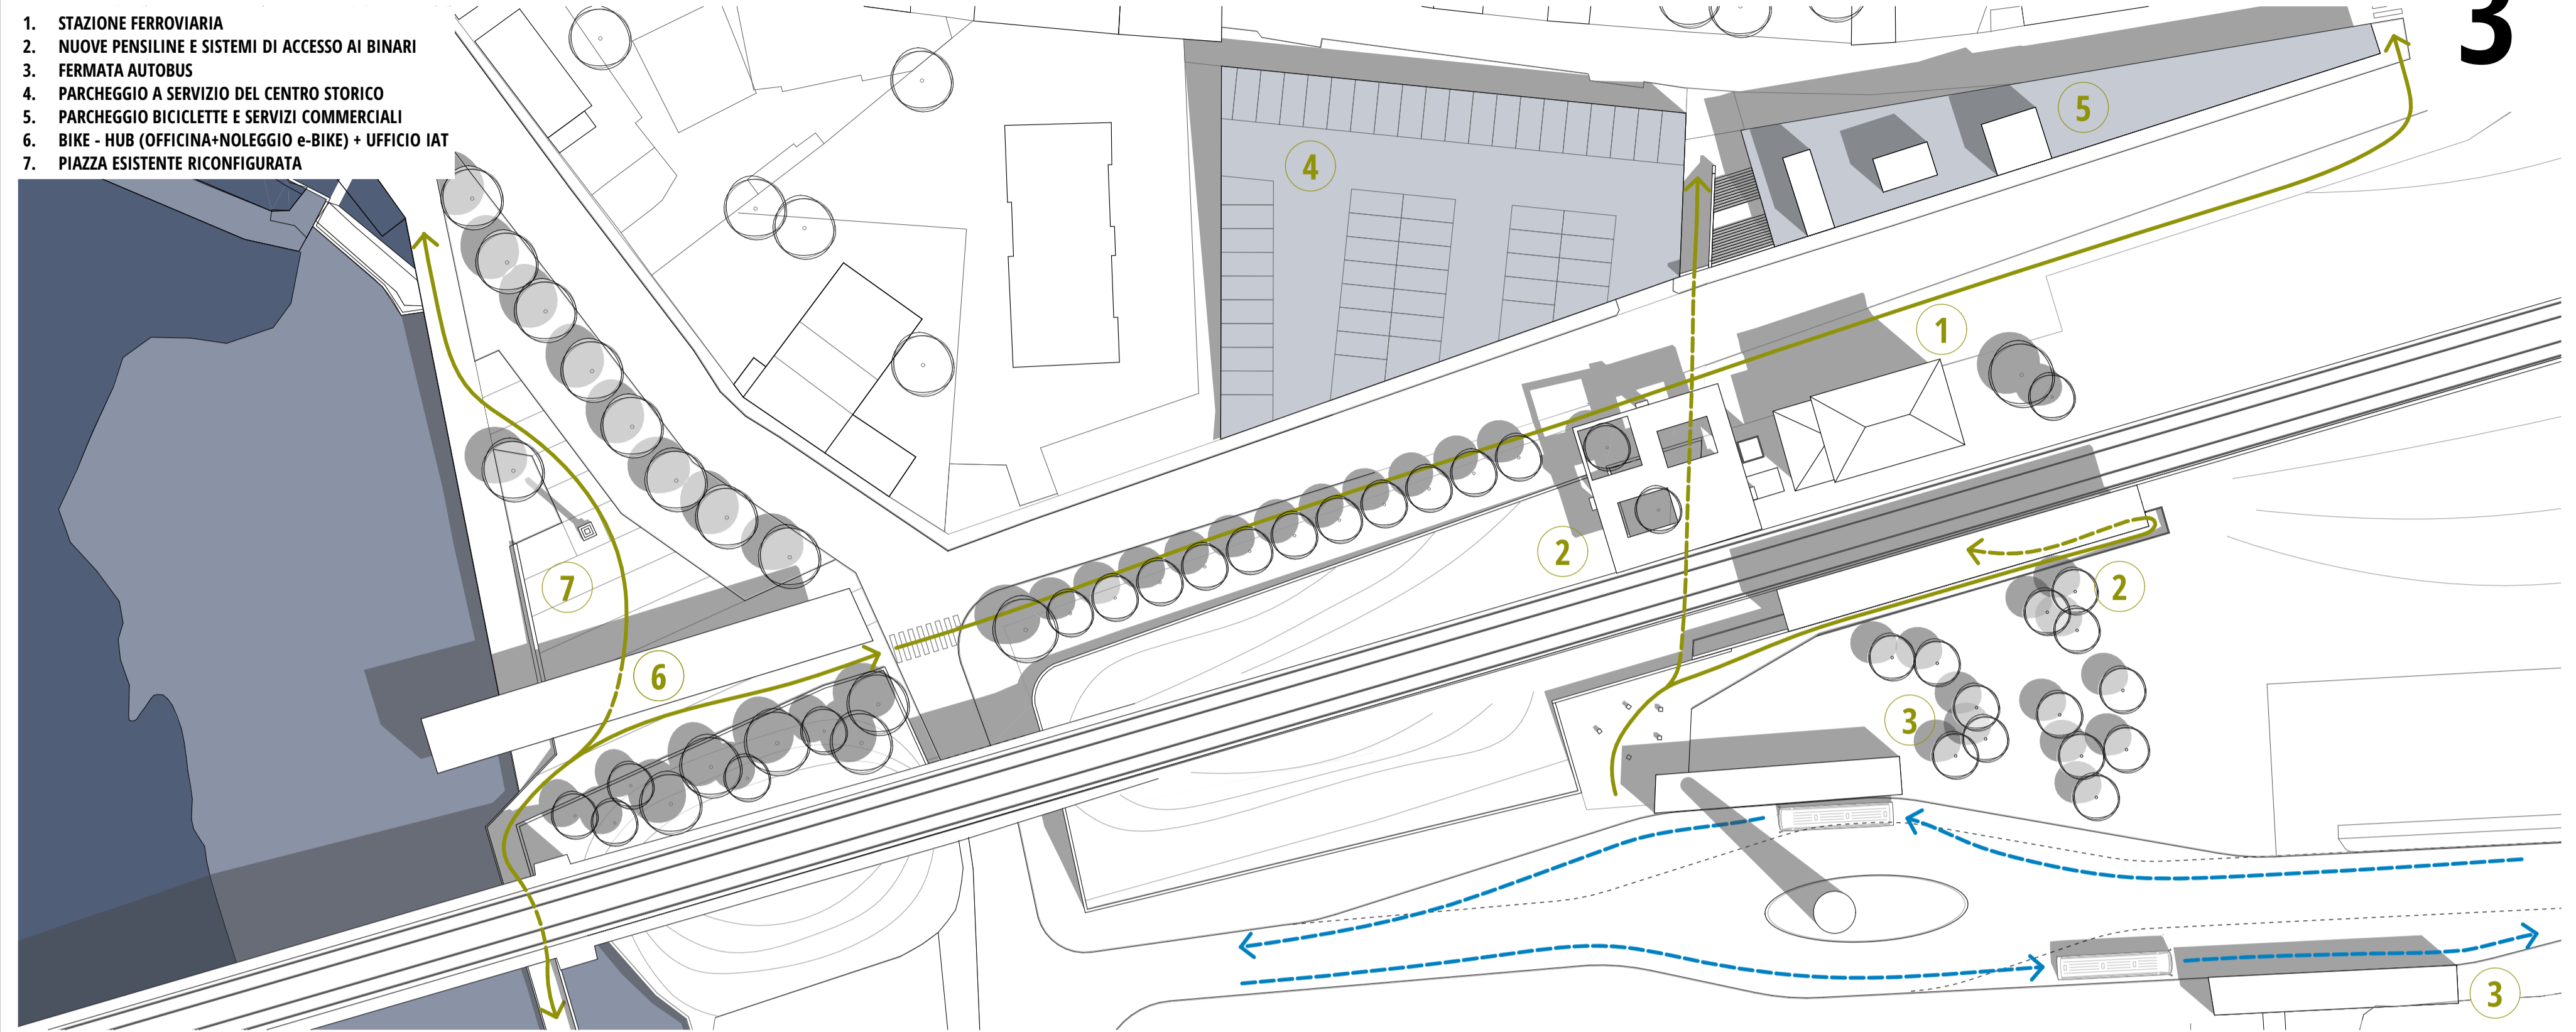 1. STAZIONE FERROVIARIA
2. NUOVE PENSILINE E SISTEMI DI ACCESSO AI BINARI
3. FERMATA AUTOBUS
4. PARCHEGGIO A SERVIZIO DEL CENTRO STORICO
5. PARCHEGGIO BICICLETTE E SERVIZI COMMERCIALI
6. BIKE - HUB (OFFICINA+NOLEGGIO e-BIKE) + UFFICIO IAT
7. PIAZZA ESISTENTE RICONFIGURATA
3
5
4
1
2
7
2
6
3
3